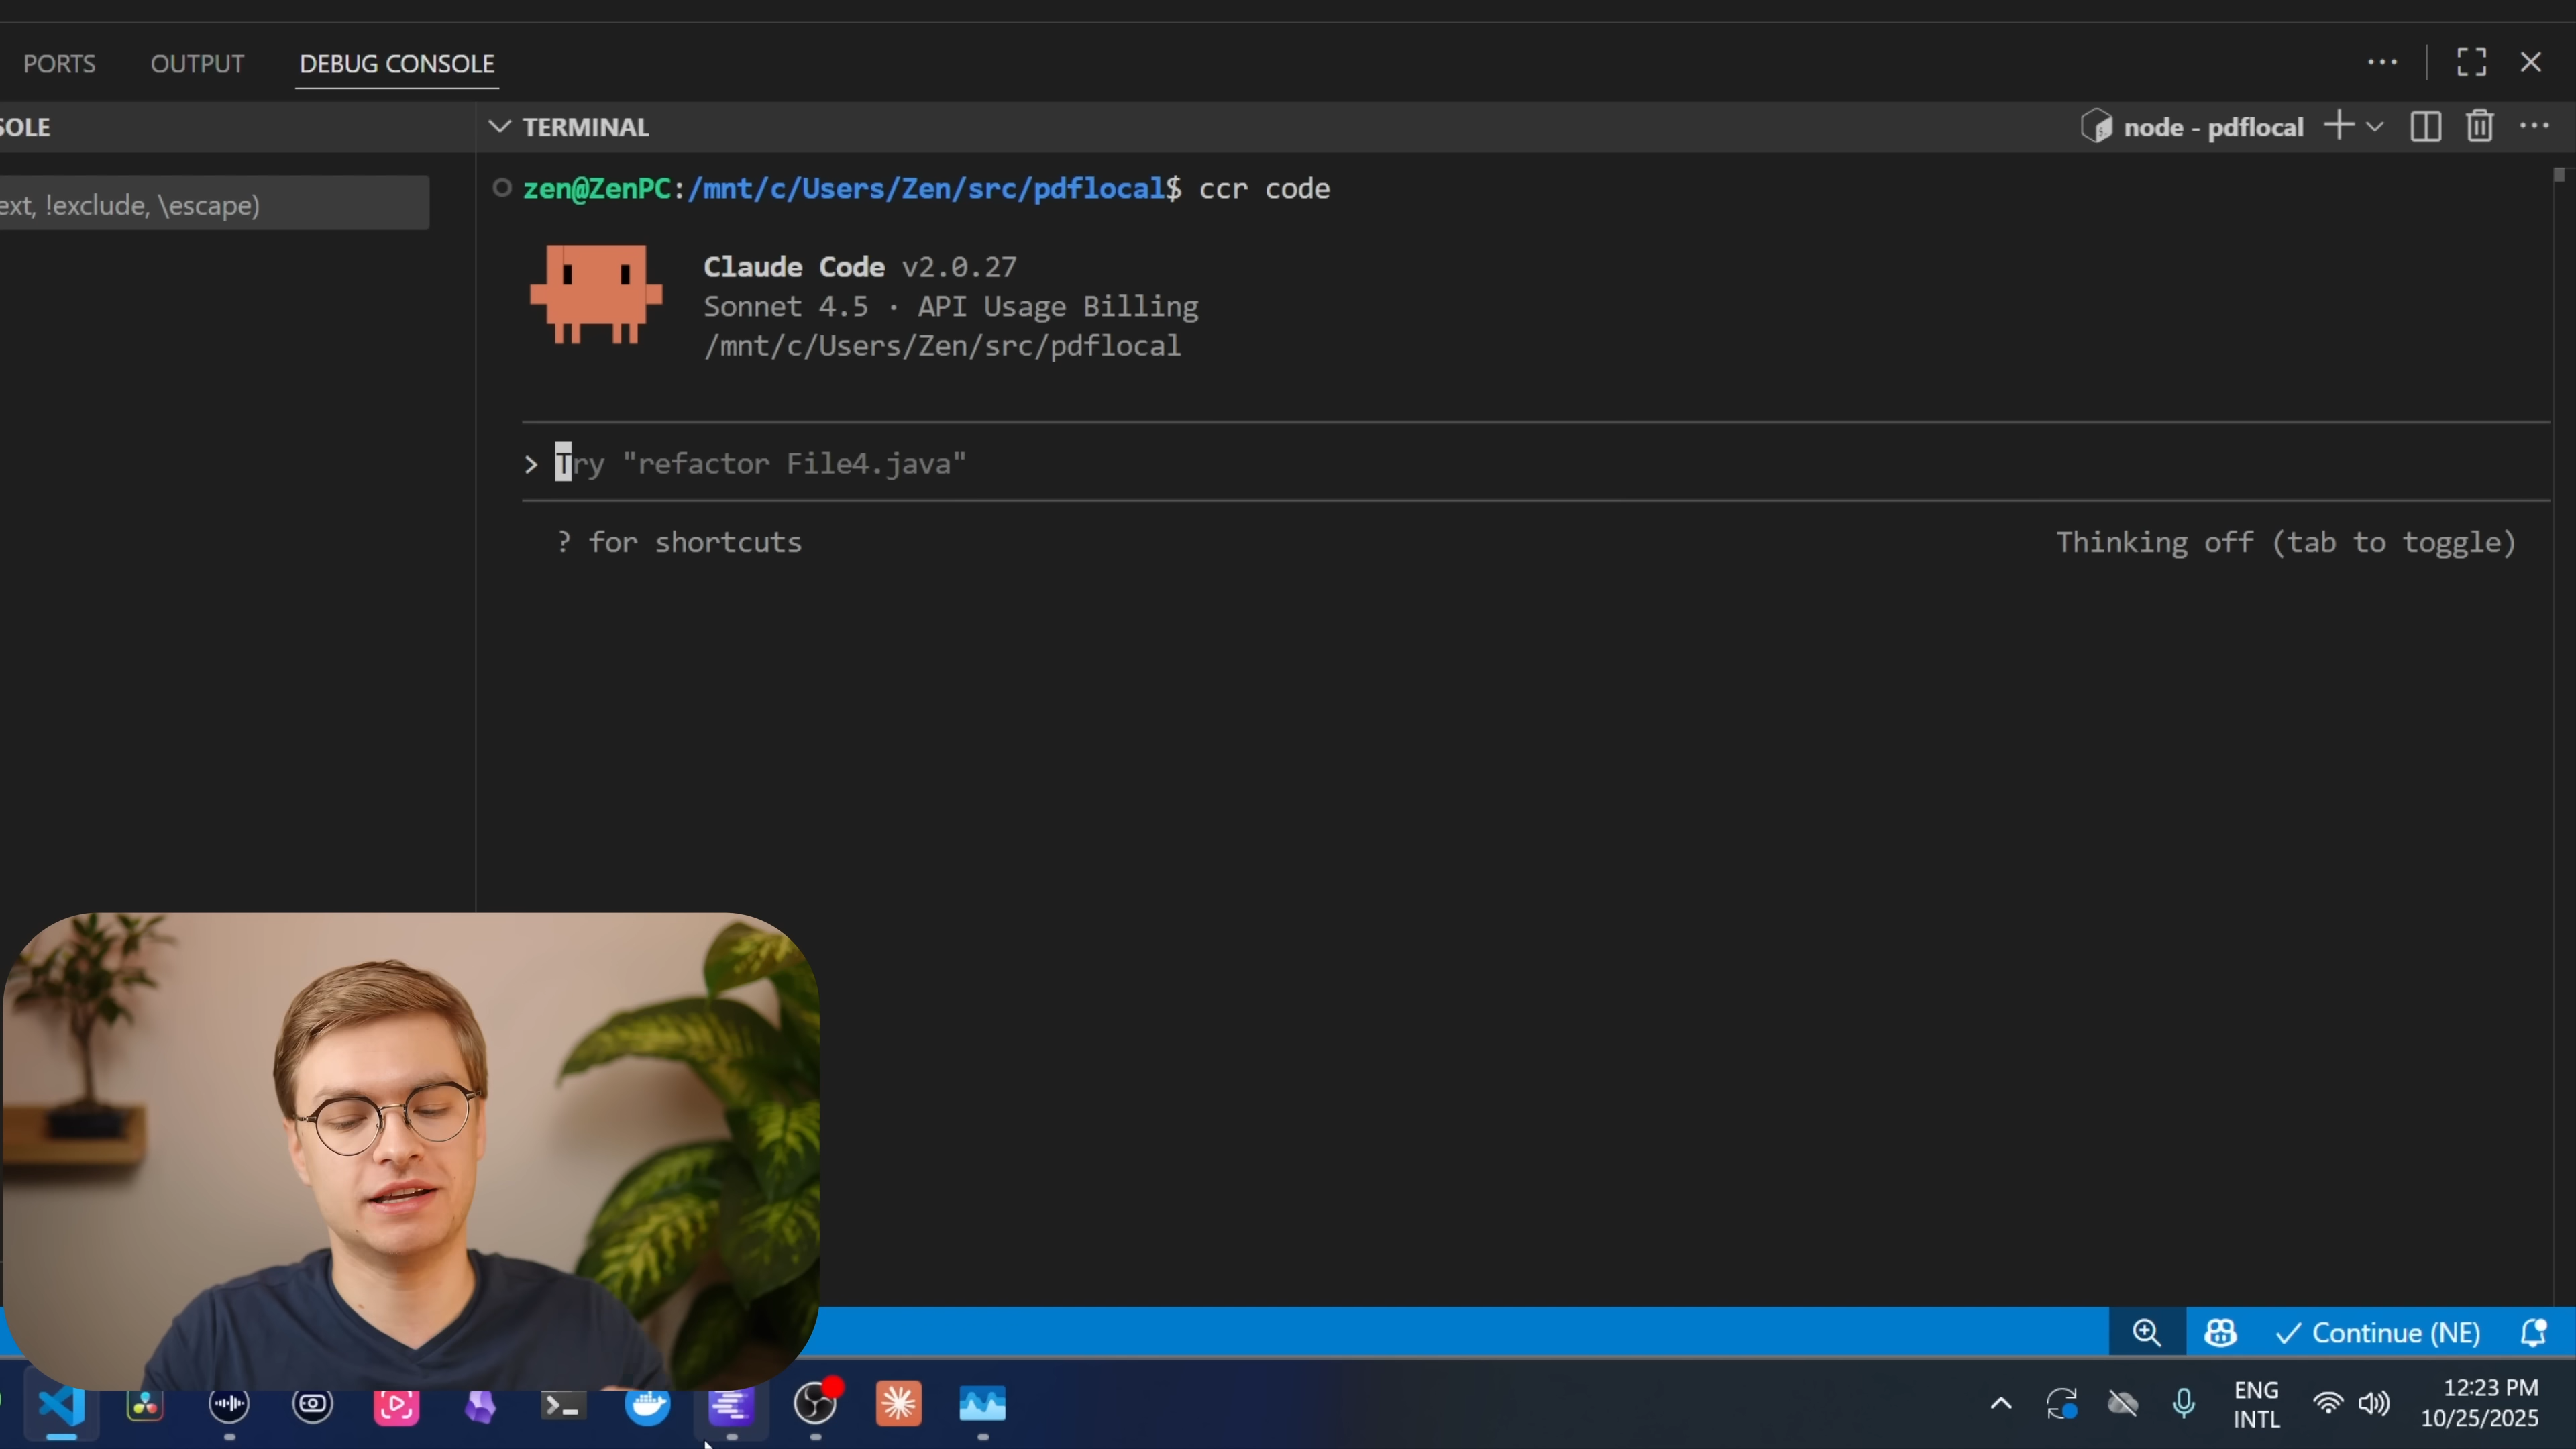 PORTS OUTPUT DEBUG CONSOLE
SOLE
TERMINAL
node - pdflocal
ext, !exclude, \escape)
zen@ZenPC:/mnt/c/Users/Zen/src/pdflocal$ ccr code
Claude Code v2.0.27
Sonnet 4.5 · API Usage Billing
/mnt/c/Users/Zen/src/pdflocal
> Try "refactor File4.java"
? for shortcuts
Thinking off (tab to toggle)
Continue (NE)
ENG
INTL
12:23 PM
10/25/2025